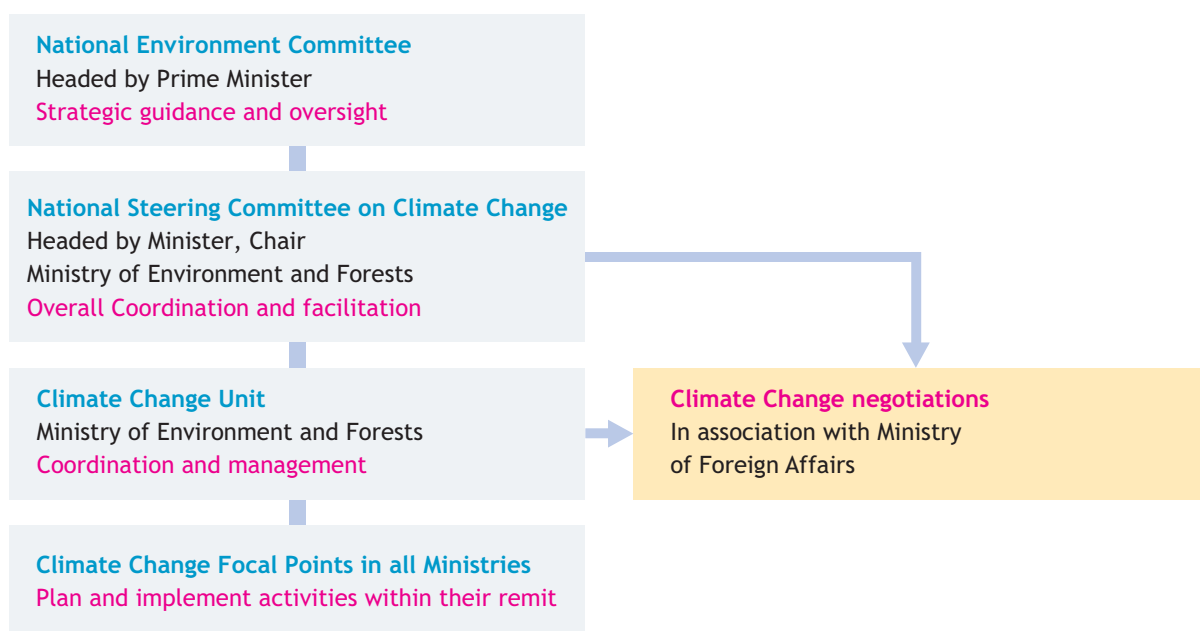 National Environment Committee
Headed by Prime Minister
Strategic guidance and oversight
National Steering Committee on Climate Change
Headed by Minister, Chair
Ministry of Environment and Forests
Overall Coordination and facilitation
Climate Change Unit
Ministry of Environment and Forests
Coordination and management
Climate Change negotiations
In association with Ministry
of Foreign Affairs
Climate Change Focal Points in all Ministries
Plan and implement activities within their remit